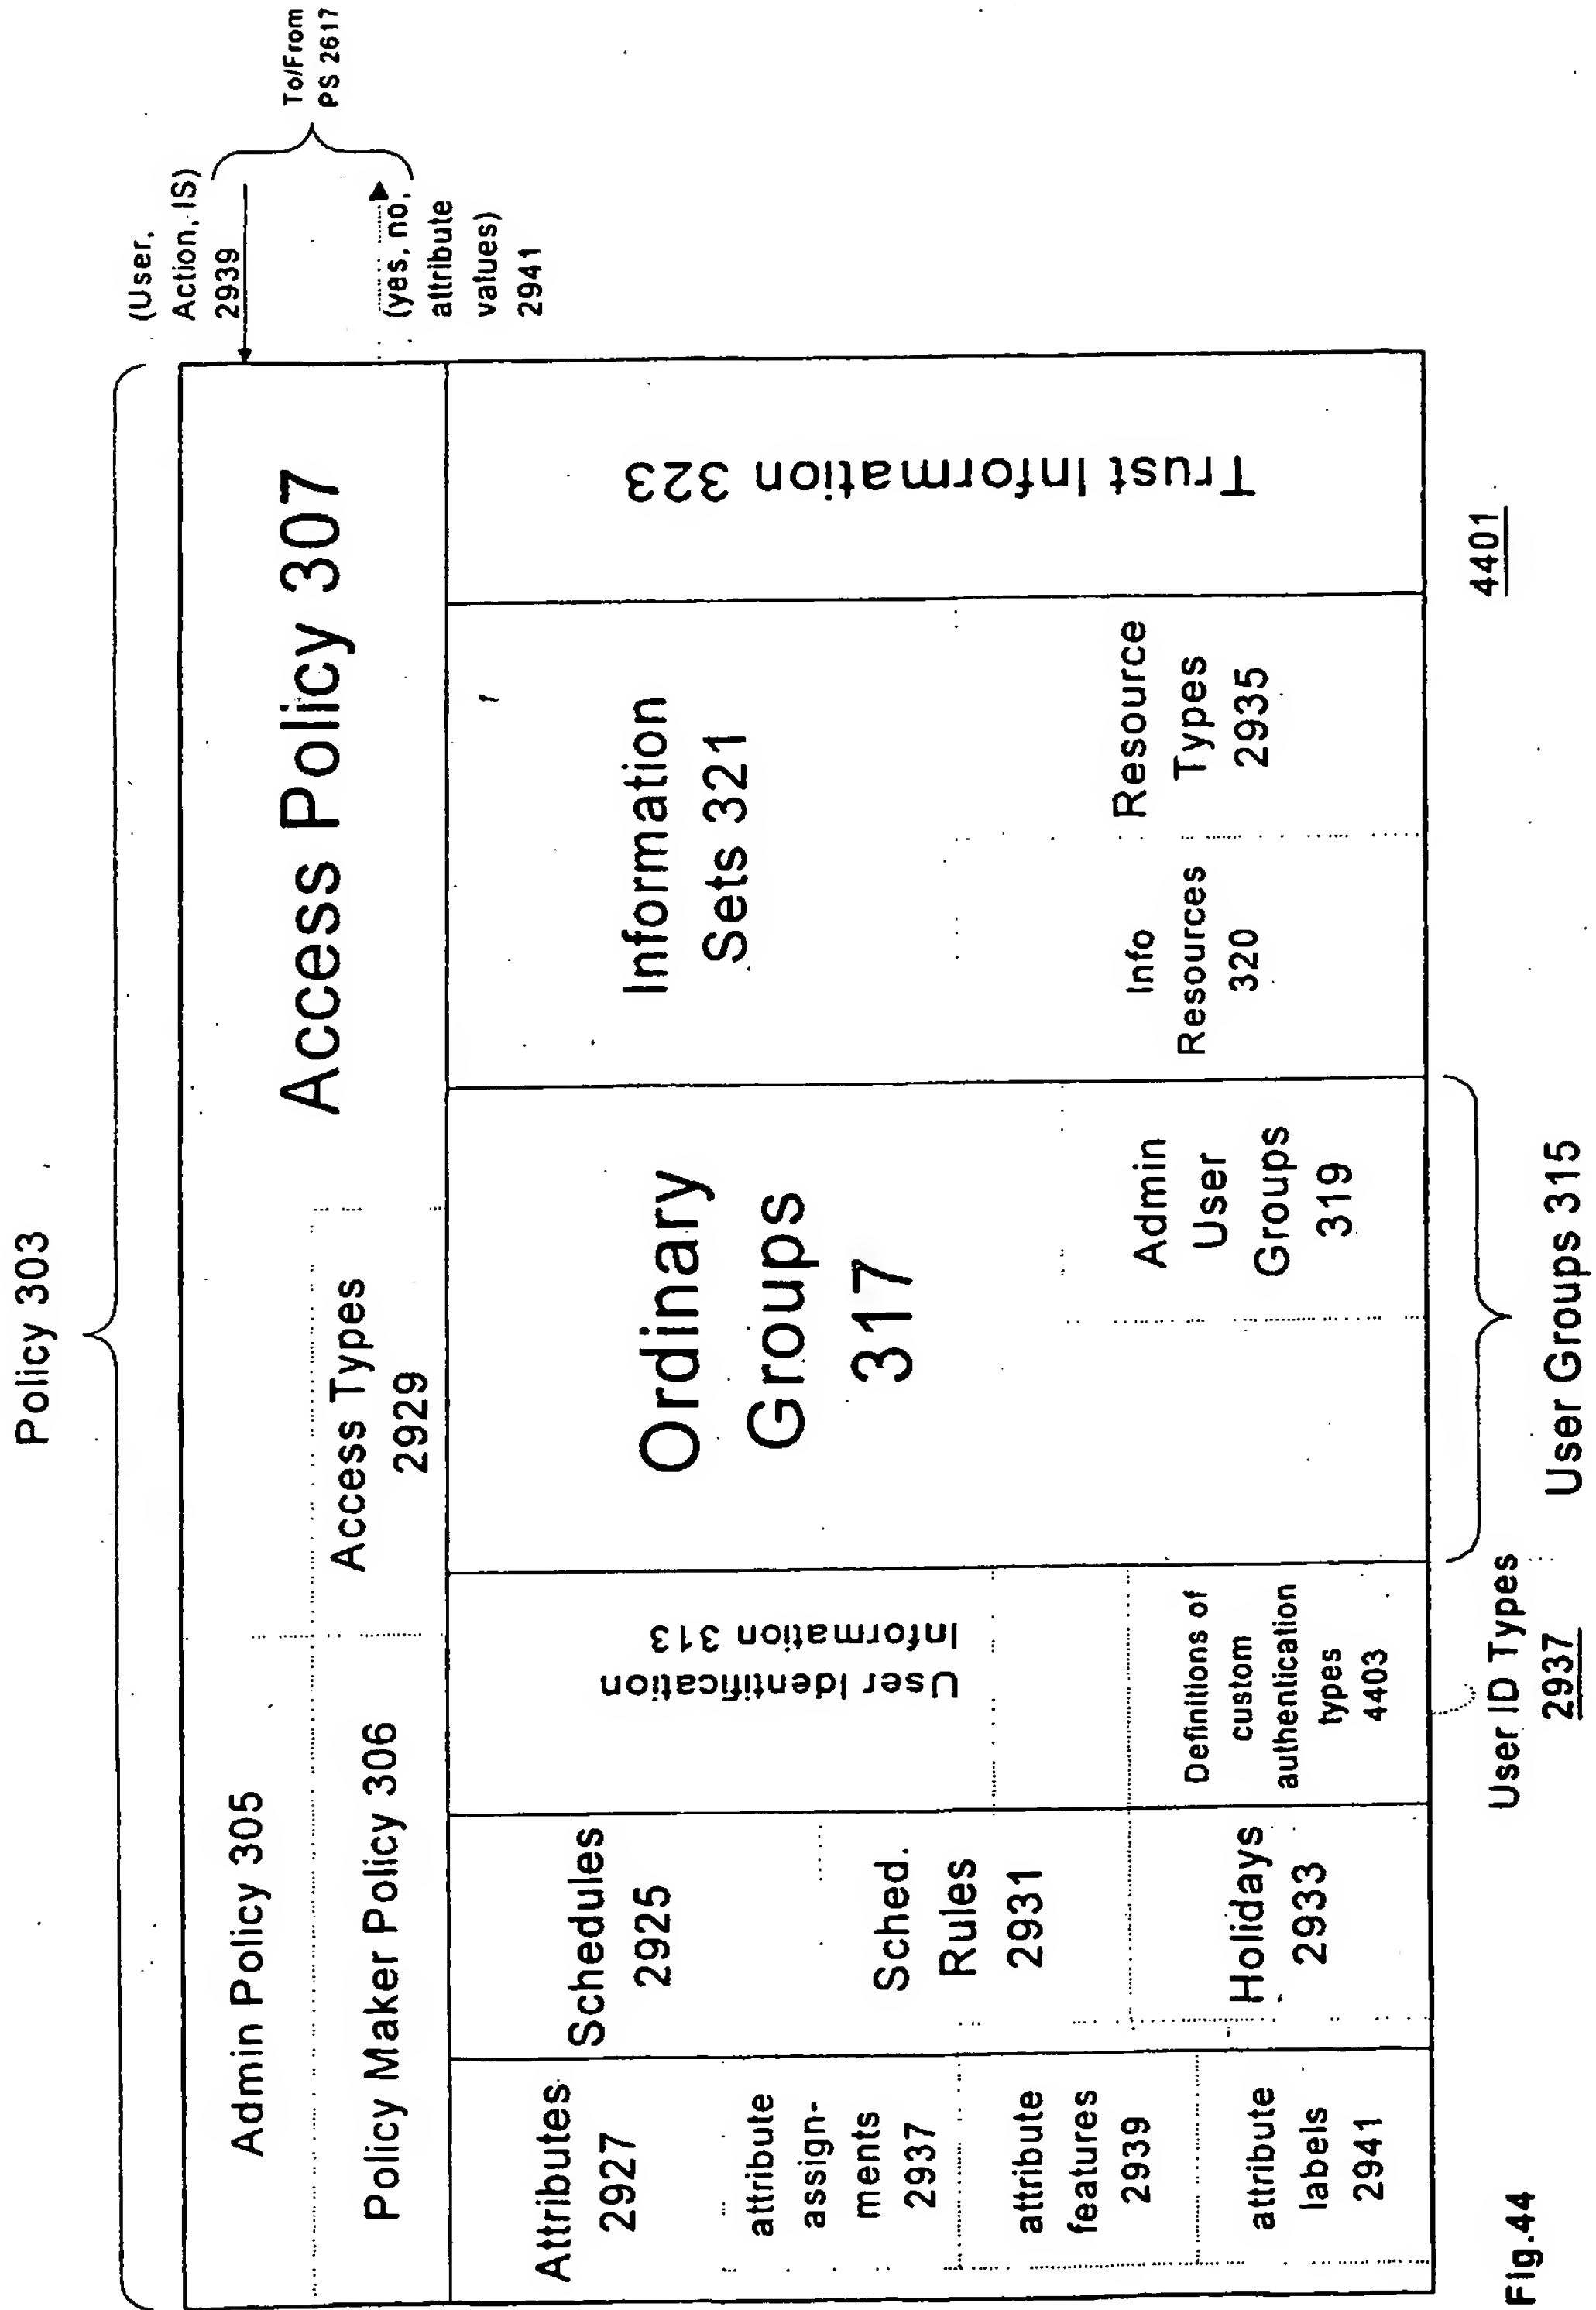 Policy 303
(User,
Action, IS)
2939
To/From
PS 2617
(yes, no,
attribute
values)
2941
Admin Policy 305
Policy Maker Policy 306
Access Types
2929
Access Policy 307
Attributes
2927
attribute
assign-
ments
2937
attribute
features
2939
attribute
labels
2941
Schedules
2925
Sched.
Rules
2931
Holidays
2933
User Identification
Information 313
Definitions of
custom
authentication
types
4403
Ordinary
Groups
317
Admin
User
Groups
319
Information
Sets 321
Info
Resources
320
Resource
Types
2935
Trust Information 323
User ID Types
2937
User Groups 315
4401
Fig.44